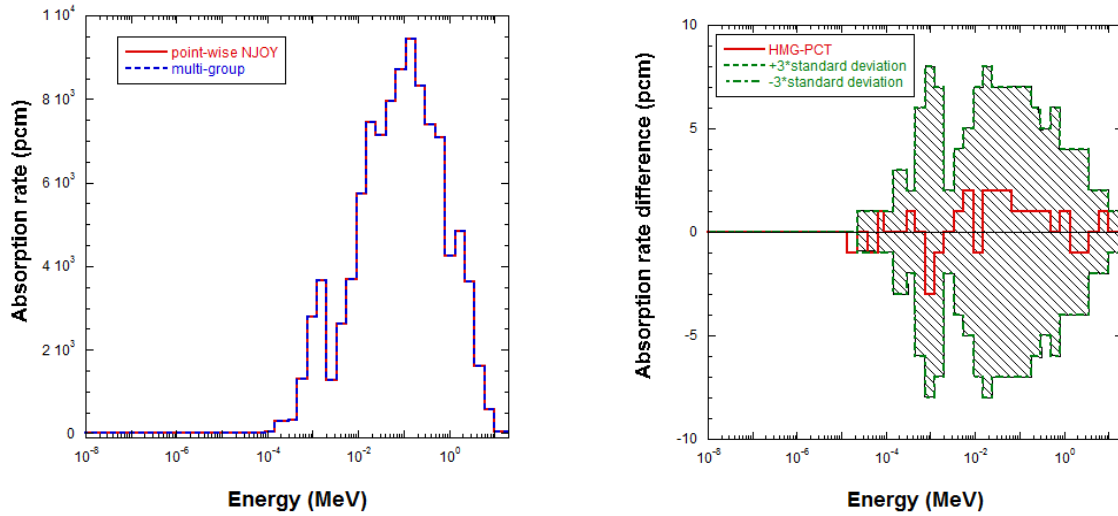 1 10⁴
8 10³
6 10³
4 10³
2 10³
0
point-wise NJOY
multi-group
Absorption rate (pcm)
10⁻⁸
10⁻⁶
10⁻⁴
10⁻²
10⁰
Energy (MeV)
10
5
0
-5
-10
HMG-PCT
+3*standard deviation
-3*standard deviation
Absorption rate difference (pcm)
10⁻⁸
10⁻⁶
10⁻⁴
10⁻²
10⁰
Energy (MeV)